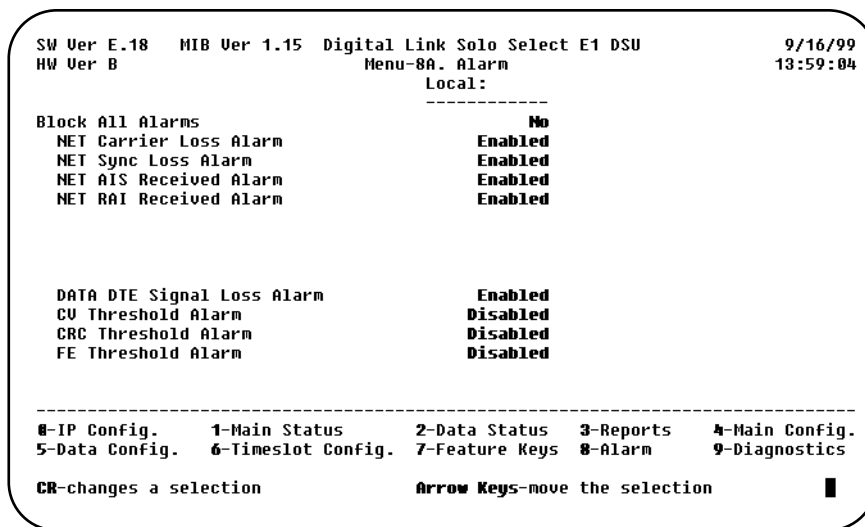 SW Ver E.18 MIB Ver 1.15 Digital Link Solo Select E1 DSU 9/16/99
HW Ver B Menu-8A. Alarm 13:59:04
Local:
------------
Block All Alarms No
NET Carrier Loss Alarm Enabled
NET Sync Loss Alarm Enabled
NET AIS Received Alarm Enabled
NET RAI Received Alarm Enabled
DATA DTE Signal Loss Alarm Enabled
CV Threshold Alarm Disabled
CRC Threshold Alarm Disabled
FE Threshold Alarm Disabled
--------------------------------------------------------------------------------
0-IP Config. 1-Main Status 2-Data Status 3-Reports 4-Main Config.
5-Data Config. 6-Timeslot Config. 7-Feature Keys 8-Alarm 9-Diagnostics
CR-changes a selection Arrow Keys-move the selection